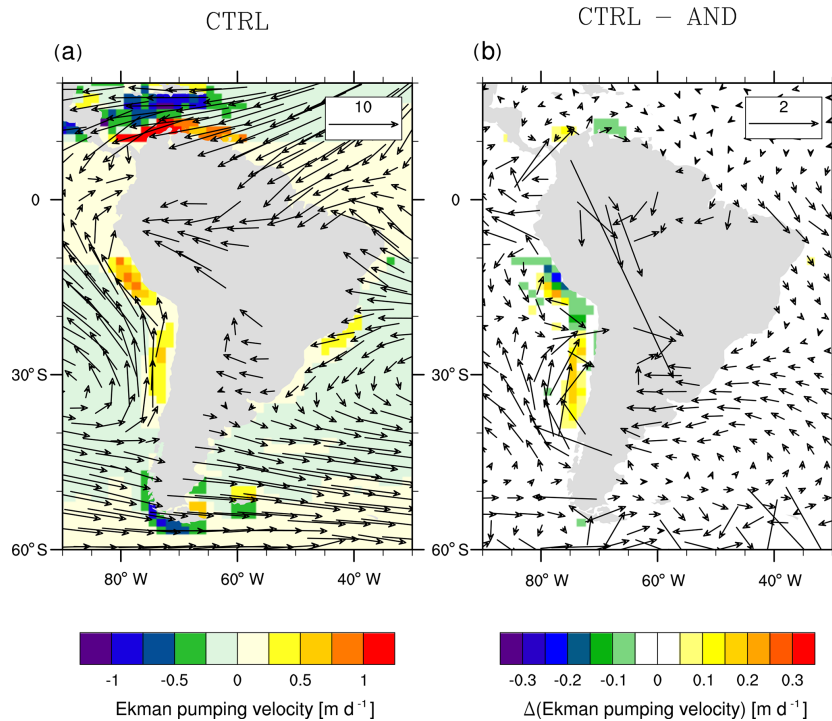 CTRL
CTRL − AND
(a)
(b)
10
2
0
0
30° S
30° S
60° S
60° S
80° W
60° W
40° W
80° W
60° W
40° W
-1
-0.5
0
0.5
1
-0.3
-0.2
-0.1
0
0.1
0.2
0.3
Ekman pumping velocity [m d⁻¹]
Δ(Ekman pumping velocity) [m d⁻¹]